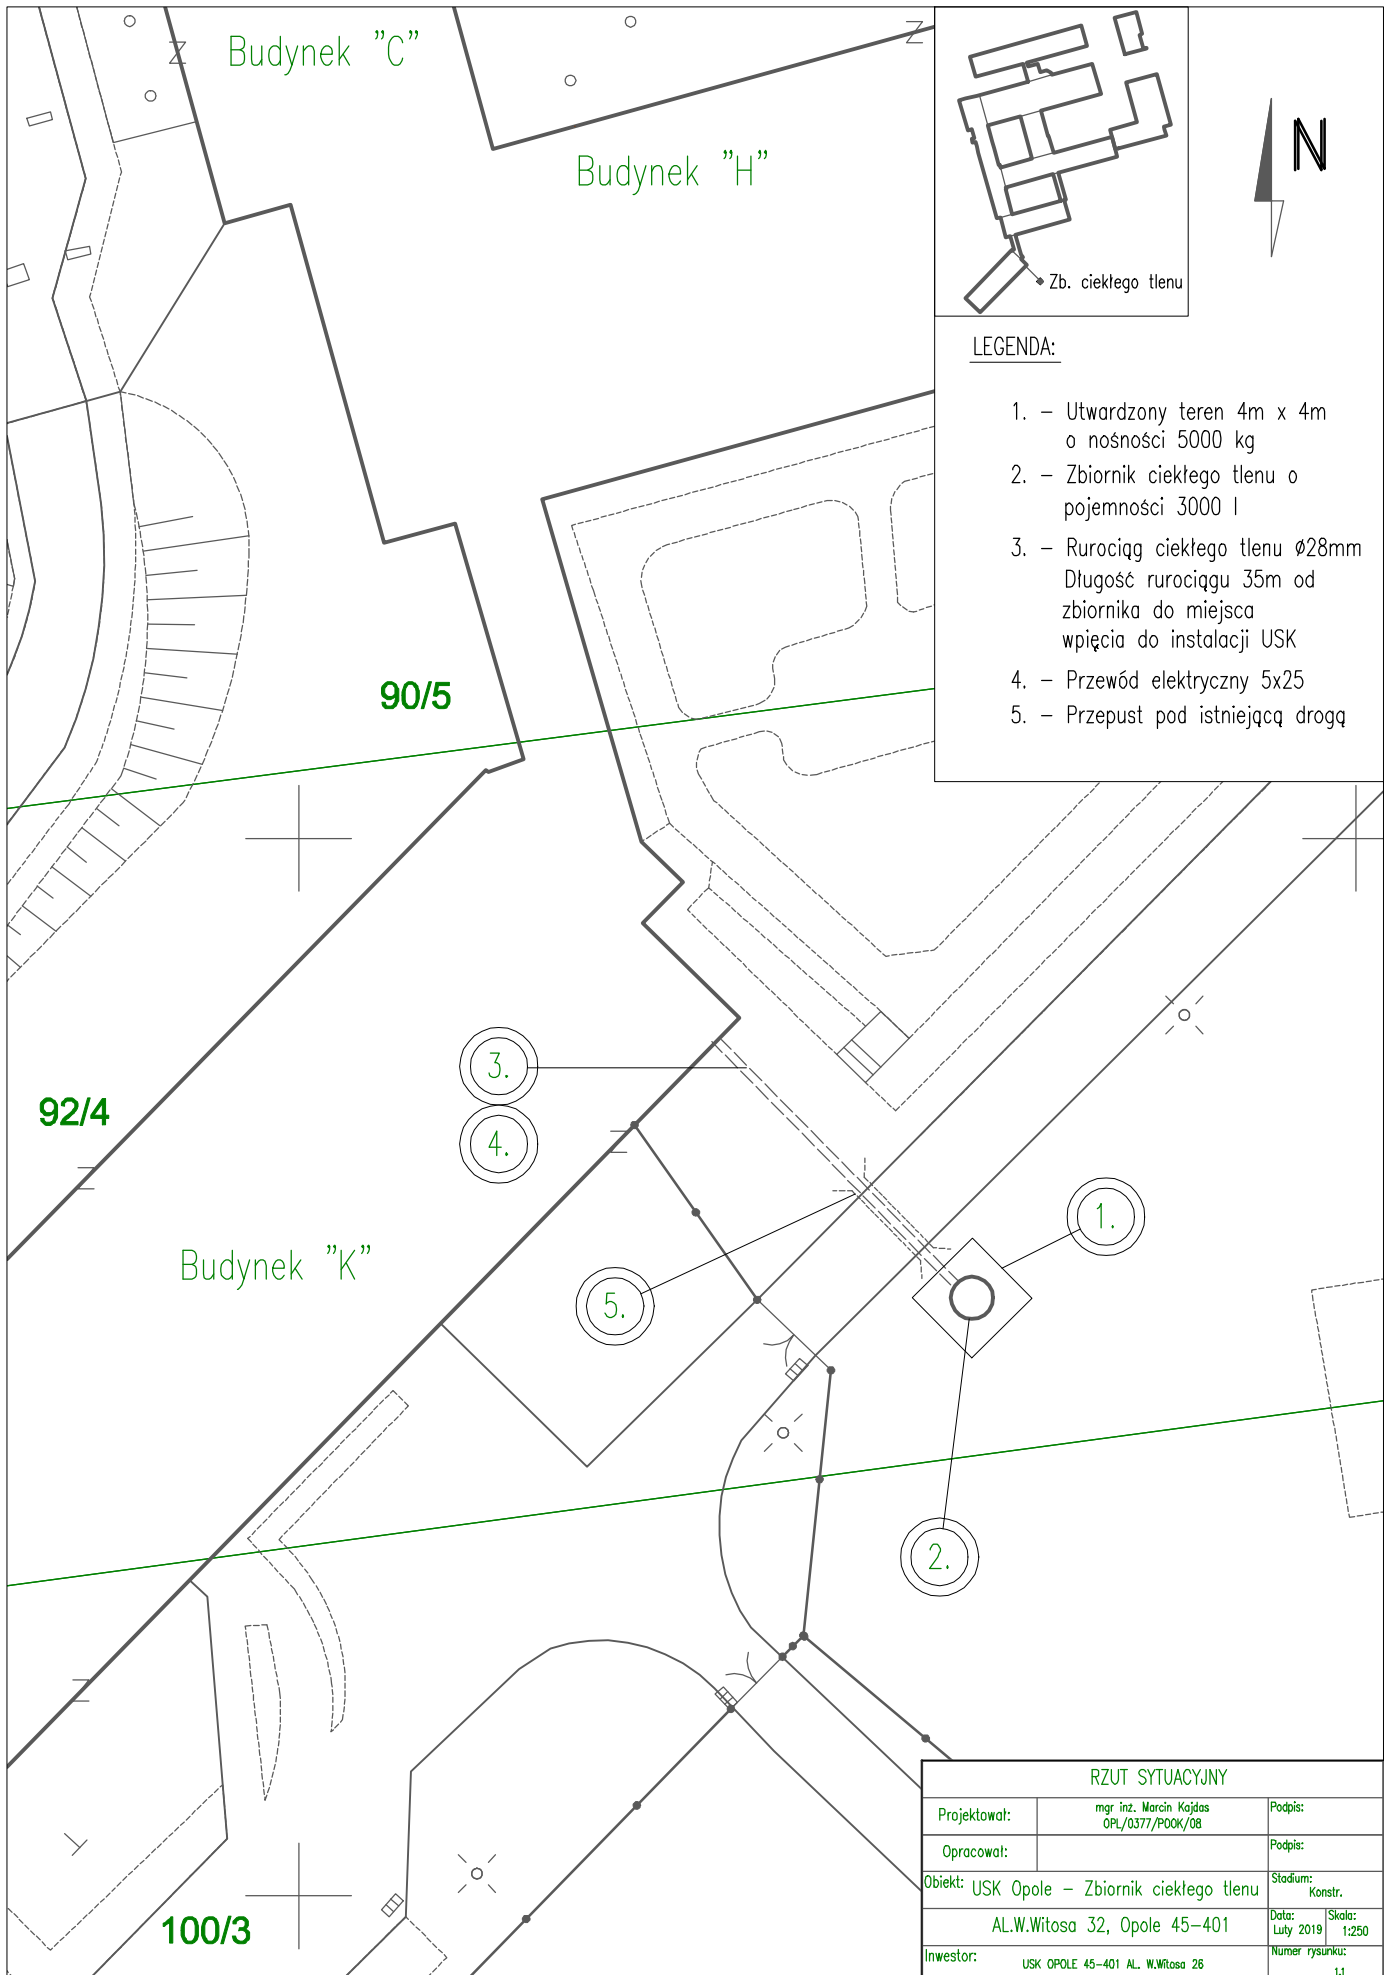 Budynek "C"
Z
Z
Budynek "H"
N
Zb. ciekłego tlenu
LEGENDA:
1. – Utwardzony teren 4m x 4m
o nośności 5000 kg
2. – Zbiornik ciekłego tlenu o
pojemności 3000 l
3. – Rurociąg ciekłego tlenu Ø28mm
Długość rurociągu 35m od
zbiornika do miejsca
wpięcia do instalacji USK
4. – Przewód elektryczny 5x25
5. – Przepust pod istniejącą drogą
90/5
92/4
3.
4.
1.
Budynek "K"
5.
2.
100/3
RZUT SYTUACYJNY
Projektował:
mgr inż. Marcin Kajdas
OPL/0377/POOK/08
Podpis:
Opracował:
Podpis:
Obiekt: USK Opole – Zbiornik ciekłego tlenu
Stadium:
Konstr.
AL.W.Witosa 32, Opole 45–401
Data:
Luty 2019
Skala:
1:250
Inwestor:
USK OPOLE 45–401 AL. W.Witosa 26
Numer rysunku:
1.1